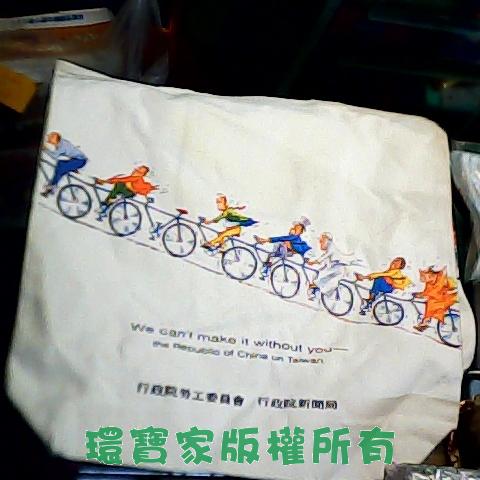 We can't make it without you—
the Republic of China on Taiwan
行政院勞工委員會 行政院新聞局
環寶家版權所有